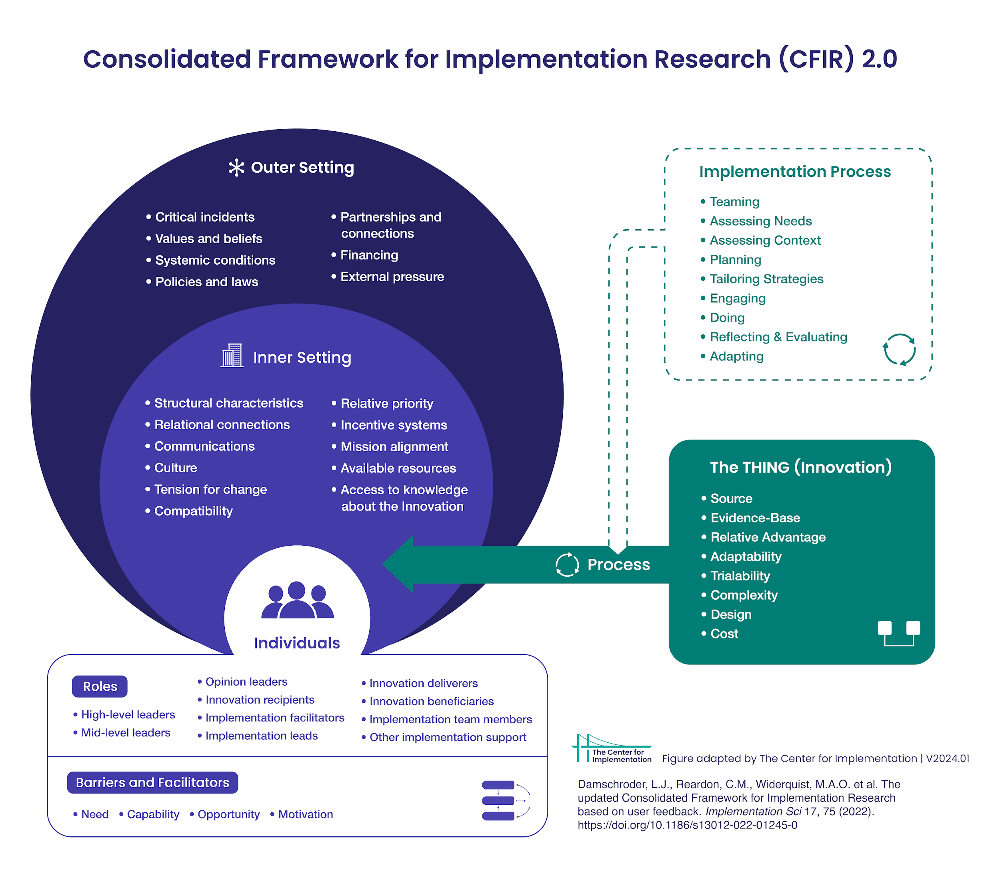 Consolidated Framework for Implementation Research (CFIR) 2.0
Outer Setting
• Critical incidents
• Values and beliefs
• Systemic conditions
• Policies and laws
• Partnerships and
connections
• Financing
• External pressure
Inner Setting
• Structural characteristics
• Relational connections
• Communications
• Culture
• Tension for change
• Compatibility
• Relative priority
• Incentive systems
• Mission alignment
• Available resources
• Access to knowledge
about the Innovation
Individuals
Roles
• High-level leaders
• Mid-level leaders
• Opinion leaders
• Innovation recipients
• Implementation facilitators
• Implementation leads
• Innovation deliverers
• Innovation beneficiaries
• Implementation team members
• Other implementation support
Barriers and Facilitators
• Need • Capability • Opportunity • Motivation
Implementation Process
• Teaming
• Assessing Needs
• Assessing Context
• Planning
• Tailoring Strategies
• Engaging
• Doing
• Reflecting & Evaluating
• Adapting
Process
The THING (Innovation)
• Source
• Evidence-Base
• Relative Advantage
• Adaptability
• Trialability
• Complexity
• Design
• Cost
The Center for
Implementation
Figure adapted by The Center for Implementation | V2024.01
Damschroder, L.J., Reardon, C.M., Widerquist, M.A.O. et al. The
updated Consolidated Framework for Implementation Research
based on user feedback. Implementation Sci 17, 75 (2022).
https://doi.org/10.1186/s13012-022-01245-0